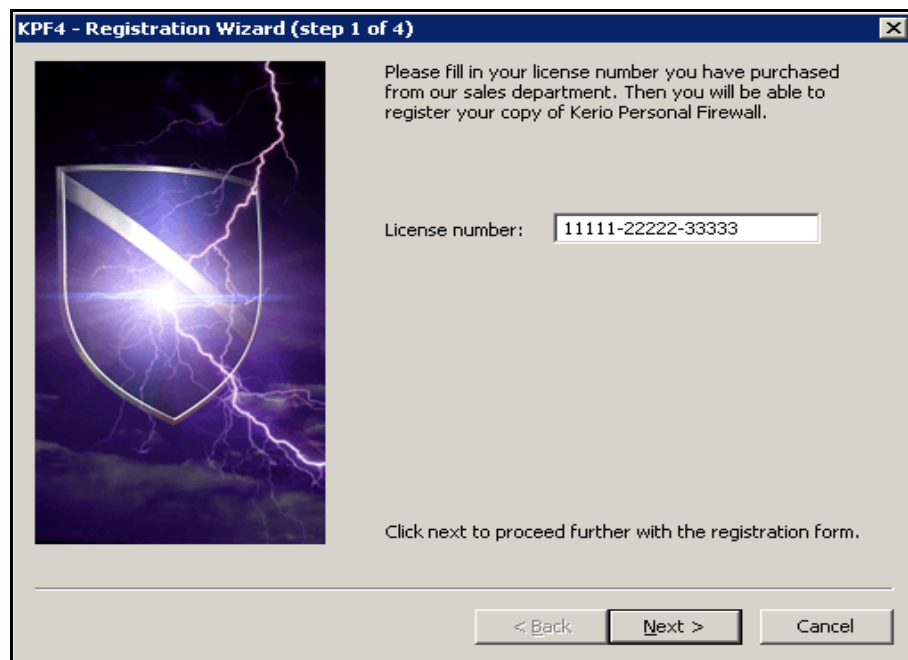 KPF4 - Registration Wizard (step 1 of 4)
Please fill in your license number you have purchased
from our sales department. Then you will be able to
register your copy of Kerio Personal Firewall.
License number: 11111-22222-33333
Click next to proceed further with the registration form.
< Back Next > Cancel